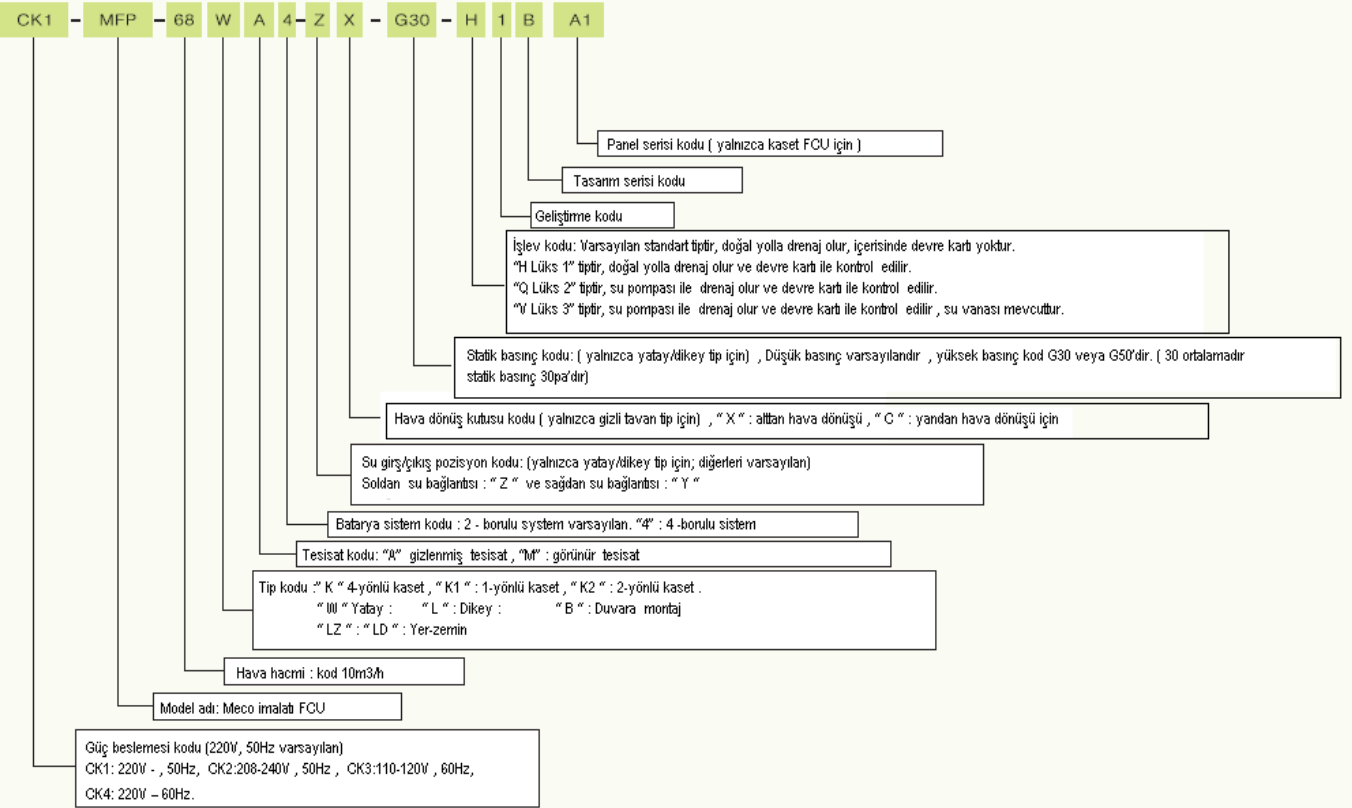 CK1 - MFP - 68 W A 4 - Z X - G30 - H 1 B A1
Panel serisi kodu ( yalnızca kaset FCU için )
Tasarım serisi kodu
Geliştirme kodu
İşlev kodu: Varsayılan standart tiptir, doğal yolla drenaj olur, içerisinde devre kartı yoktur.
“H Lüks 1” tiptir, doğal yolla drenaj olur ve devre kartı ile kontrol edilir.
“Q Lüks 2” tiptir, su pompası ile drenaj olur ve devre kartı ile kontrol edilir.
“V Lüks 3” tiptir, su pompası ile drenaj olur ve devre kartı ile kontrol edilir , su vanası mevcuttur.
Statik basınç kodu: ( yalnızca yatay/dikey tip için) , Düşük basınç varsayılandır , yüksek basınç kod G30 veya G50’dir. ( 30 ortalamadır
statik basınç 30pa’dır)
Hava dönüş kutusu kodu ( yalnızca gizli tavan tip için) , “ X “ : alttan hava dönüşü , “ C “ : yandan hava dönüşü için
Su girş/çıkış pozisyon kodu: (yalnızca yatay/dikey tip için; diğerleri varsayılan)
Soldan su bağlantısı : “ Z “ ve sağdan su bağlantısı : “ Y “
Batarya sistem kodu : 2 - borulu system varsayılan. “4” : 4 -borulu sistem
Tesisat kodu: “A” gizlenmiş tesisat , “M” : görünür tesisat
Tip kodu :“ K “ 4-yönlü kaset , “ K1 “ : 1-yönlü kaset , “ K2 “ : 2-yönlü kaset .
“ W “ Yatay : “ L “ : Dikey : “ B “ : Duvara montaj
“ LZ “ : “ LD “ : Yer-zemin
Hava hacmi : kod 10m3/h
Model adı: Meco imalatı FCU
Güç beslemesi kodu (220V, 50Hz varsayılan)
CK1: 220V - , 50Hz, CK2:208-240V , 50Hz , CK3:110-120V , 60Hz,
CK4: 220V – 60Hz.